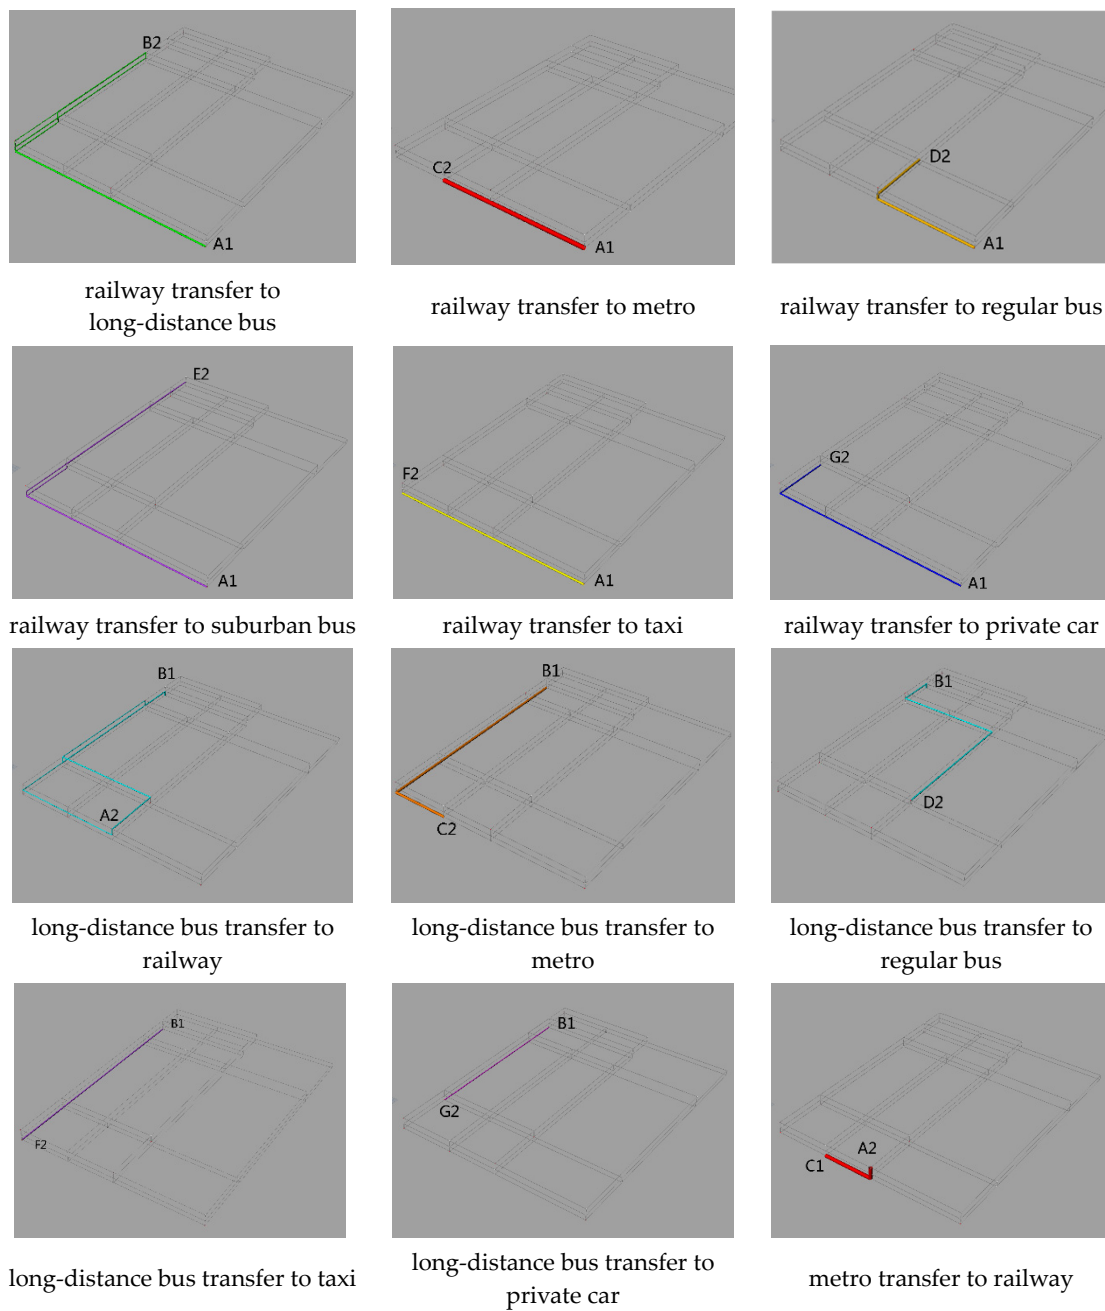 B2
A1
C2
A1
D2
A1
railway transfer to
long-distance bus
railway transfer to metro
railway transfer to regular bus
E2
A1
F2
A1
G2
A1
railway transfer to suburban bus
railway transfer to taxi
railway transfer to private car
B1
A2
B1
C2
B1
D2
long-distance bus transfer to
railway
long-distance bus transfer to
metro
long-distance bus transfer to
regular bus
B1
F2
B1
G2
A2
C1
long-distance bus transfer to taxi
long-distance bus transfer to
private car
metro transfer to railway